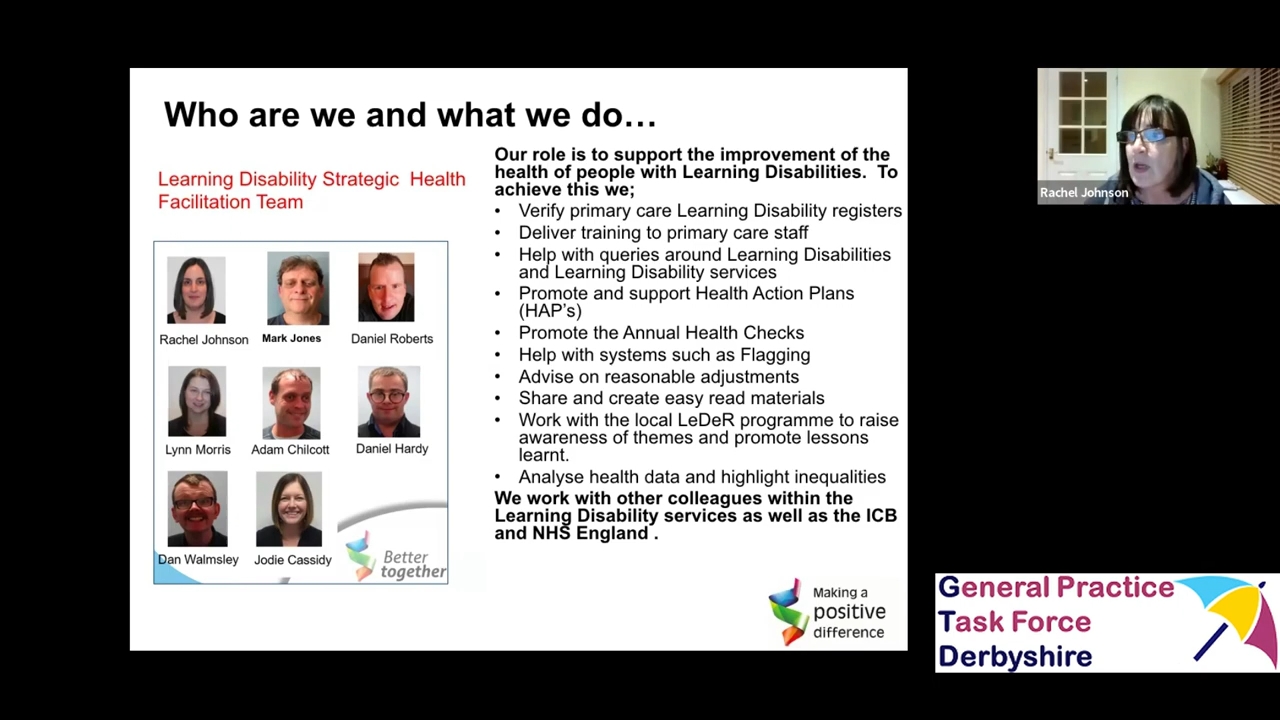 Who are we and what we do…
Learning Disability Strategic Health
Facilitation Team
Rachel Johnson
Mark Jones
Daniel Roberts
Lynn Morris
Adam Chilcott
Daniel Hardy
Dan Walmsley
Jodie Cassidy
Better
together
Our role is to support the improvement of the
health of people with Learning Disabilities. To
achieve this we;
• Verify primary care Learning Disability registers
• Deliver training to primary care staff
• Help with queries around Learning Disabilities
and Learning Disability services
• Promote and support Health Action Plans
(HAP's)
• Promote the Annual Health Checks
• Help with systems such as Flagging
• Advise on reasonable adjustments
• Share and create easy read materials
• Work with the local LeDeR programme to raise
awareness of themes and promote lessons
learnt.
• Analyse health data and highlight inequalities
We work with other colleagues within the
Learning Disability services as well as the ICB
and NHS England .
Making a
positive
difference
Rachel Johnson
General Practice
Task Force
Derbyshire